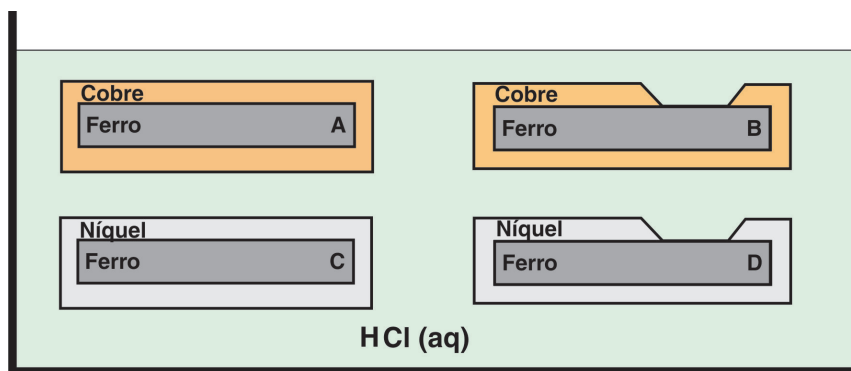 Cobre
Ferro A
Cobre
Ferro B
Níquel
Ferro C
Níquel
Ferro D
HCl (aq)